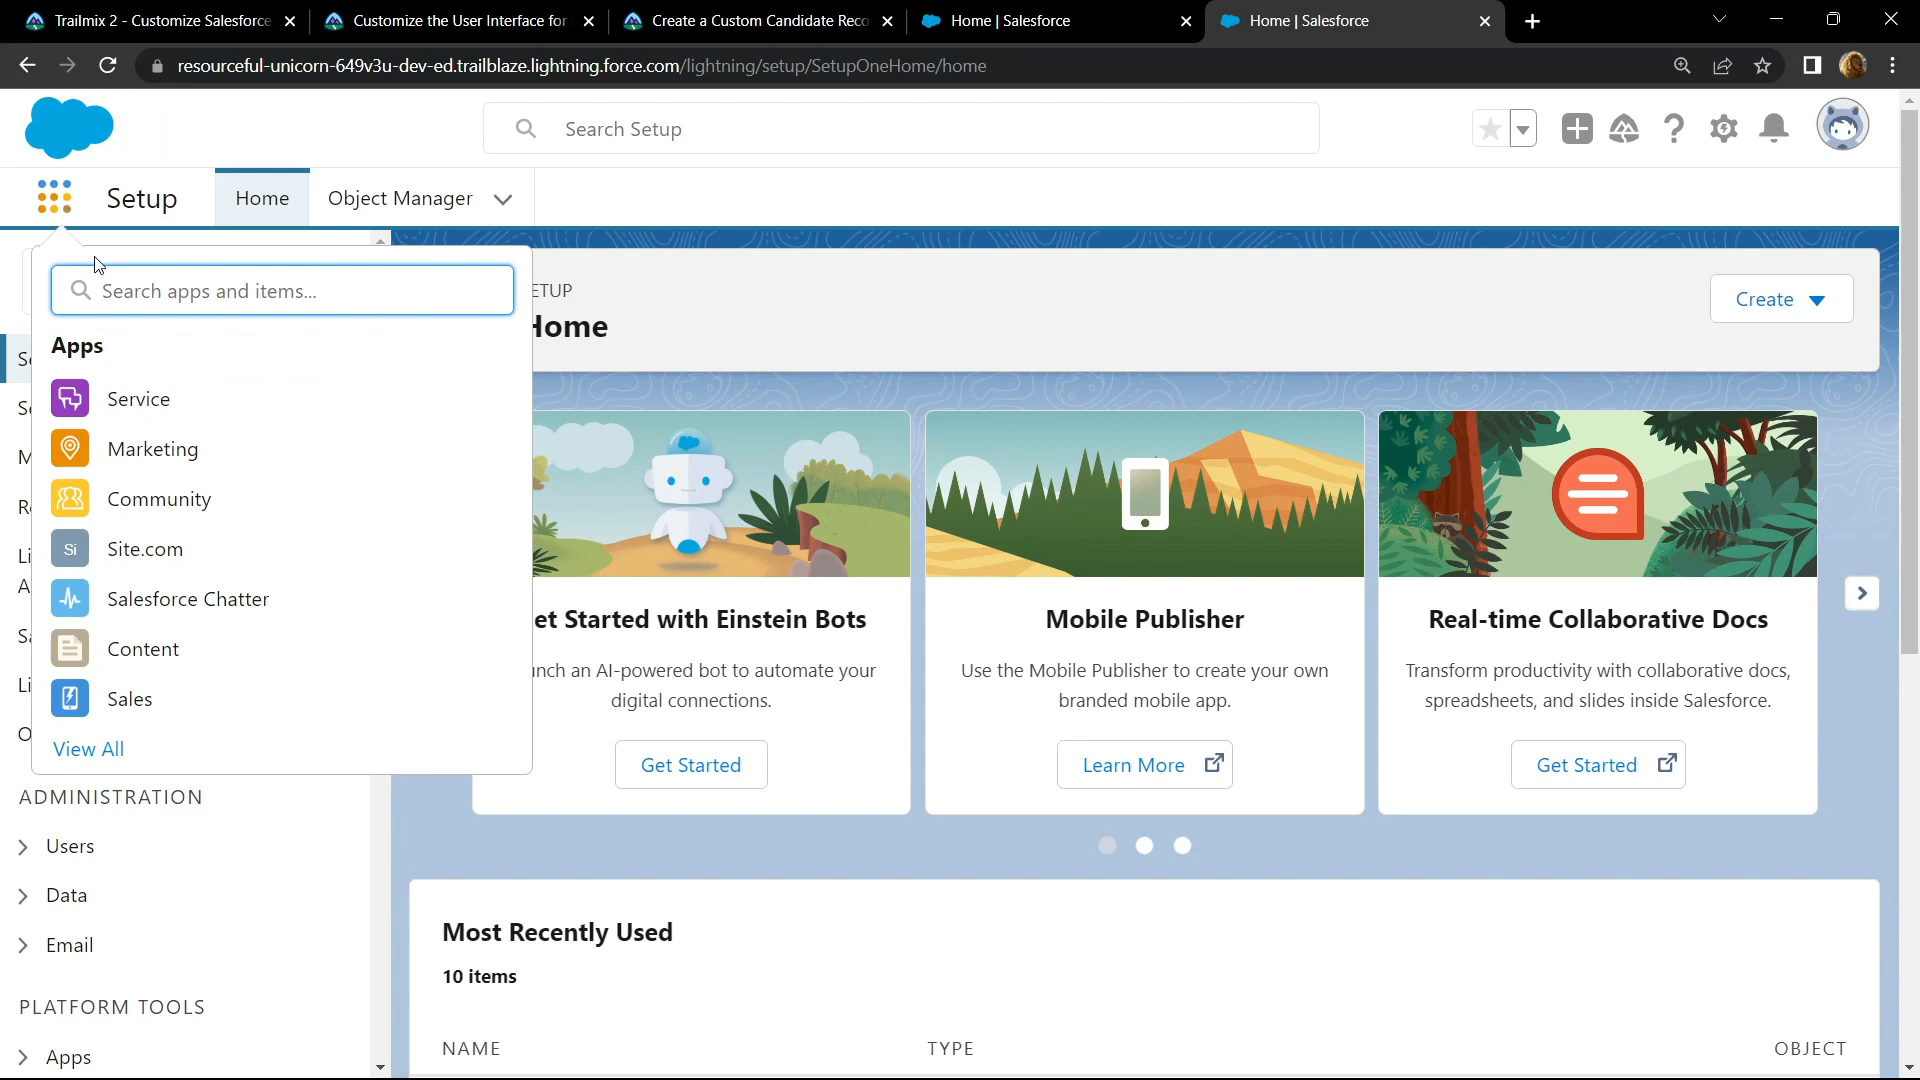 Trailmix 2 - Customize Salesforce
Customize the User Interface for
Create a Custom Candidate Reco
Home | Salesforce
Home | Salesforce
resourceful-unicorn-649v3u-dev-ed.trailblaze.lightning.force.com/lightning/setup/SetupOneHome/home
Search Setup
Setup
Home
Object Manager
Search apps and items...
Apps
Service
Marketing
Community
Si
Site.com
Salesforce Chatter
Content
Sales
View All
ADMINISTRATION
Users
Data
Email
PLATFORM TOOLS
Apps
ETUP
Home
Create
et Started with Einstein Bots
nch an AI-powered bot to automate your
digital connections.
Get Started
Mobile Publisher
Use the Mobile Publisher to create your own
branded mobile app.
Learn More
Real-time Collaborative Docs
Transform productivity with collaborative docs,
spreadsheets, and slides inside Salesforce.
Get Started
Most Recently Used
10 items
NAME
TYPE
OBJECT